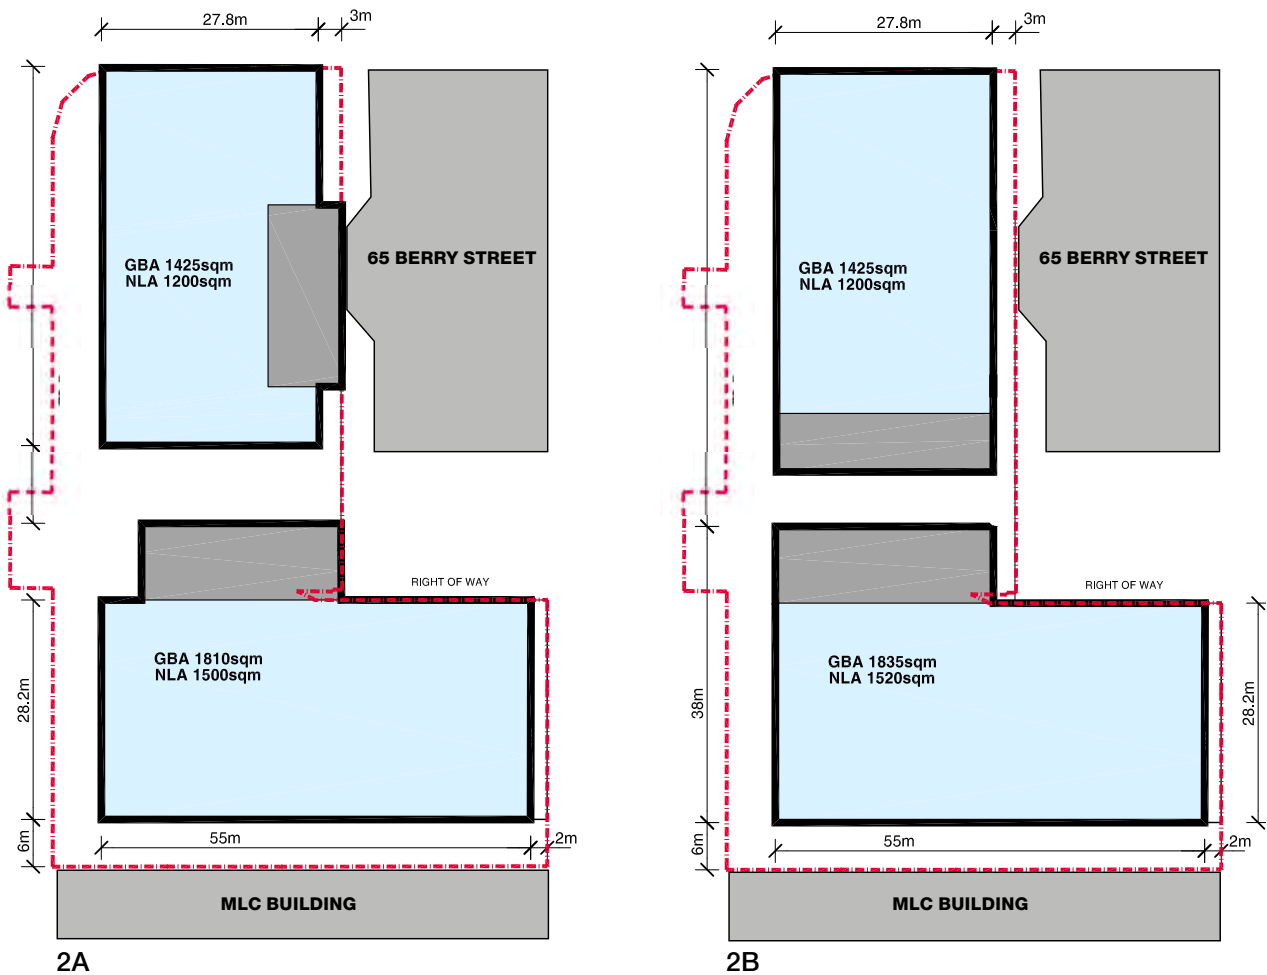 27.8m
3m
65 BERRY STREET
GBA 1425sqm
NLA 1200sqm
RIGHT OF WAY
GBA 1810sqm
NLA 1500sqm
28.2m
6m
55m
2m
MLC BUILDING
2A
27.8m
3m
65 BERRY STREET
GBA 1425sqm
NLA 1200sqm
RIGHT OF WAY
GBA 1835sqm
NLA 1520sqm
38m
28.2m
6m
55m
2m
MLC BUILDING
2B